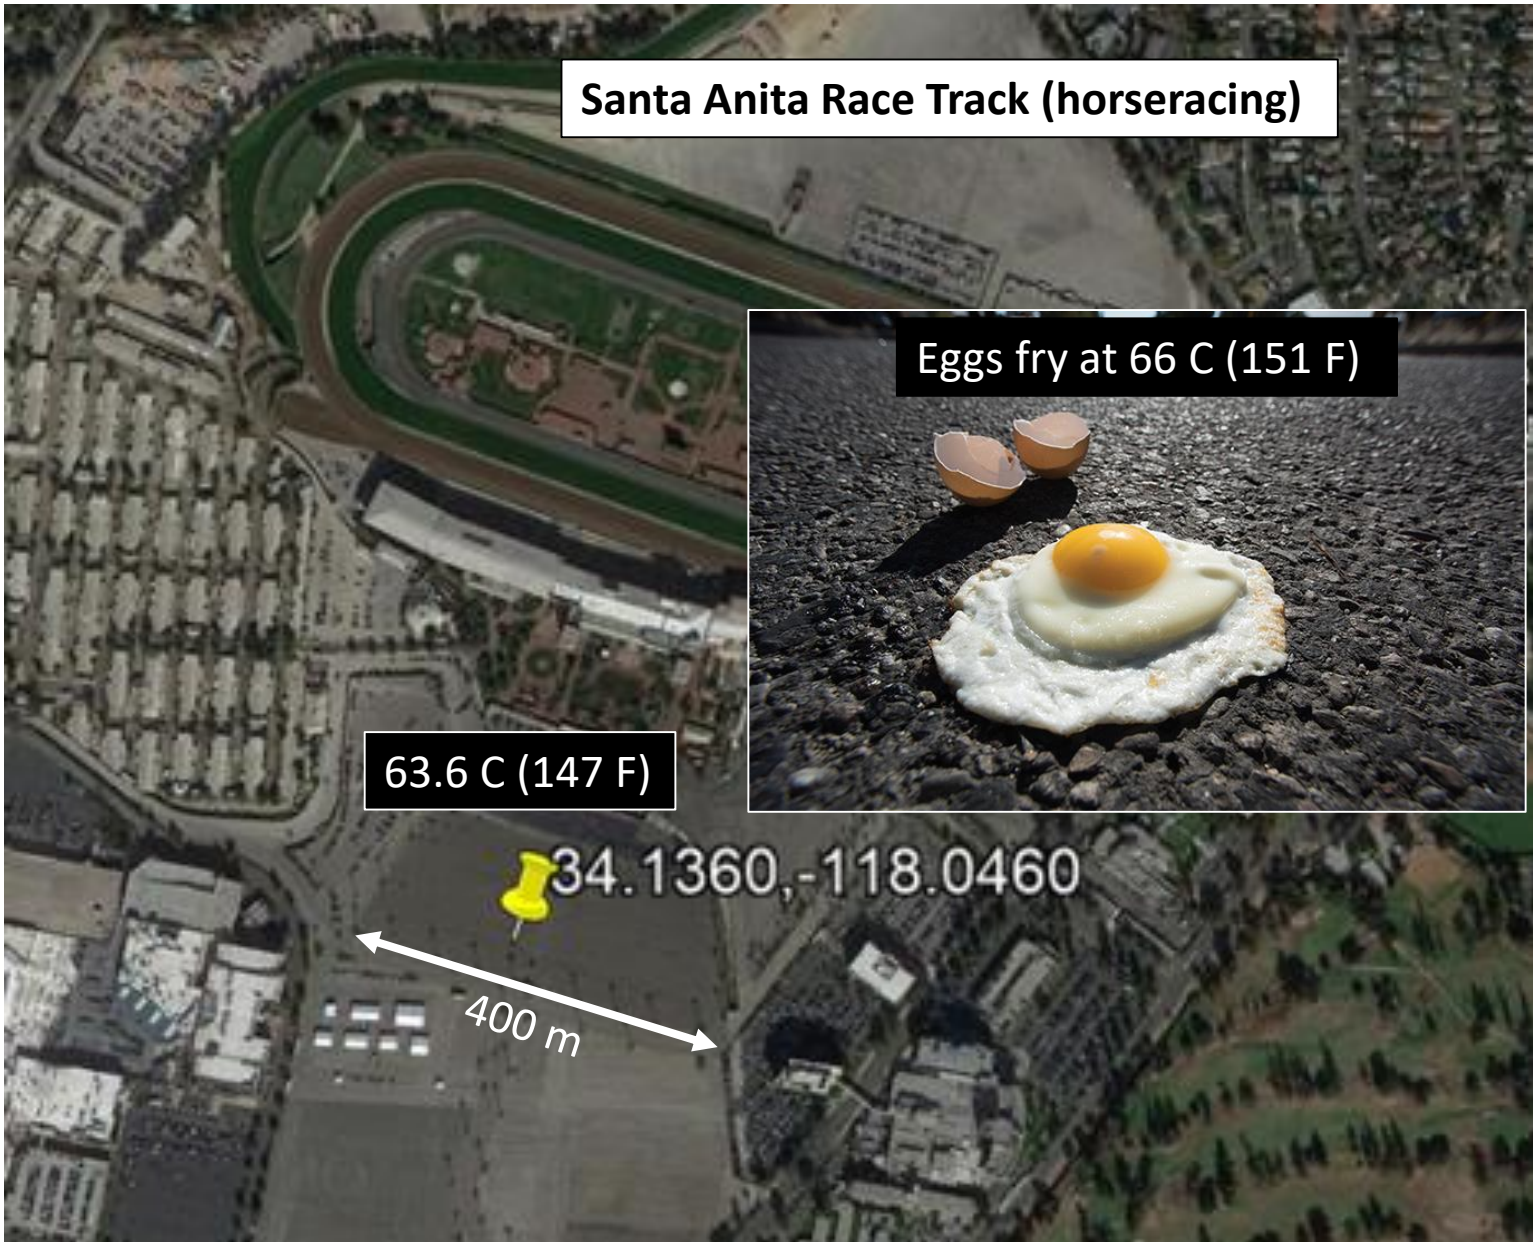 Santa Anita Race Track (horseracing)
Eggs fry at 66 C (151 F)
63.6 C (147 F)
34.1360,-118.0460
400 m